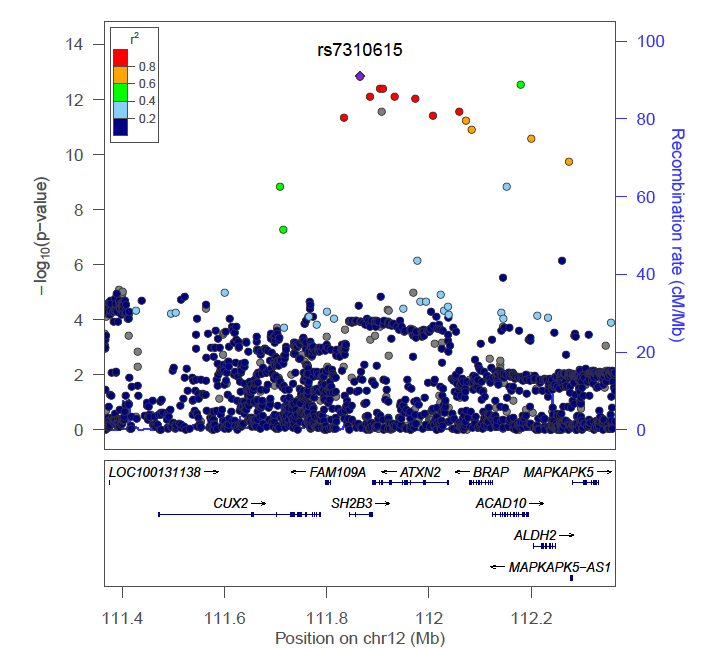 r²
0.8
0.6
0.4
0.2
rs7310615
14
12
10
8
6
4
2
0
−log10(p−value)
100
80
60
40
20
0
Recombination rate (cM/Mb)
LOC100131138 → ← FAM109A ← ATXN2 ← BRAP MAPKAPK5 →
CUX2 → SH2B3 → ACAD10 →
ALDH2 →
← MAPKAPK5−AS1
111.4 111.6 111.8 112 112.2
Position on chr12 (Mb)